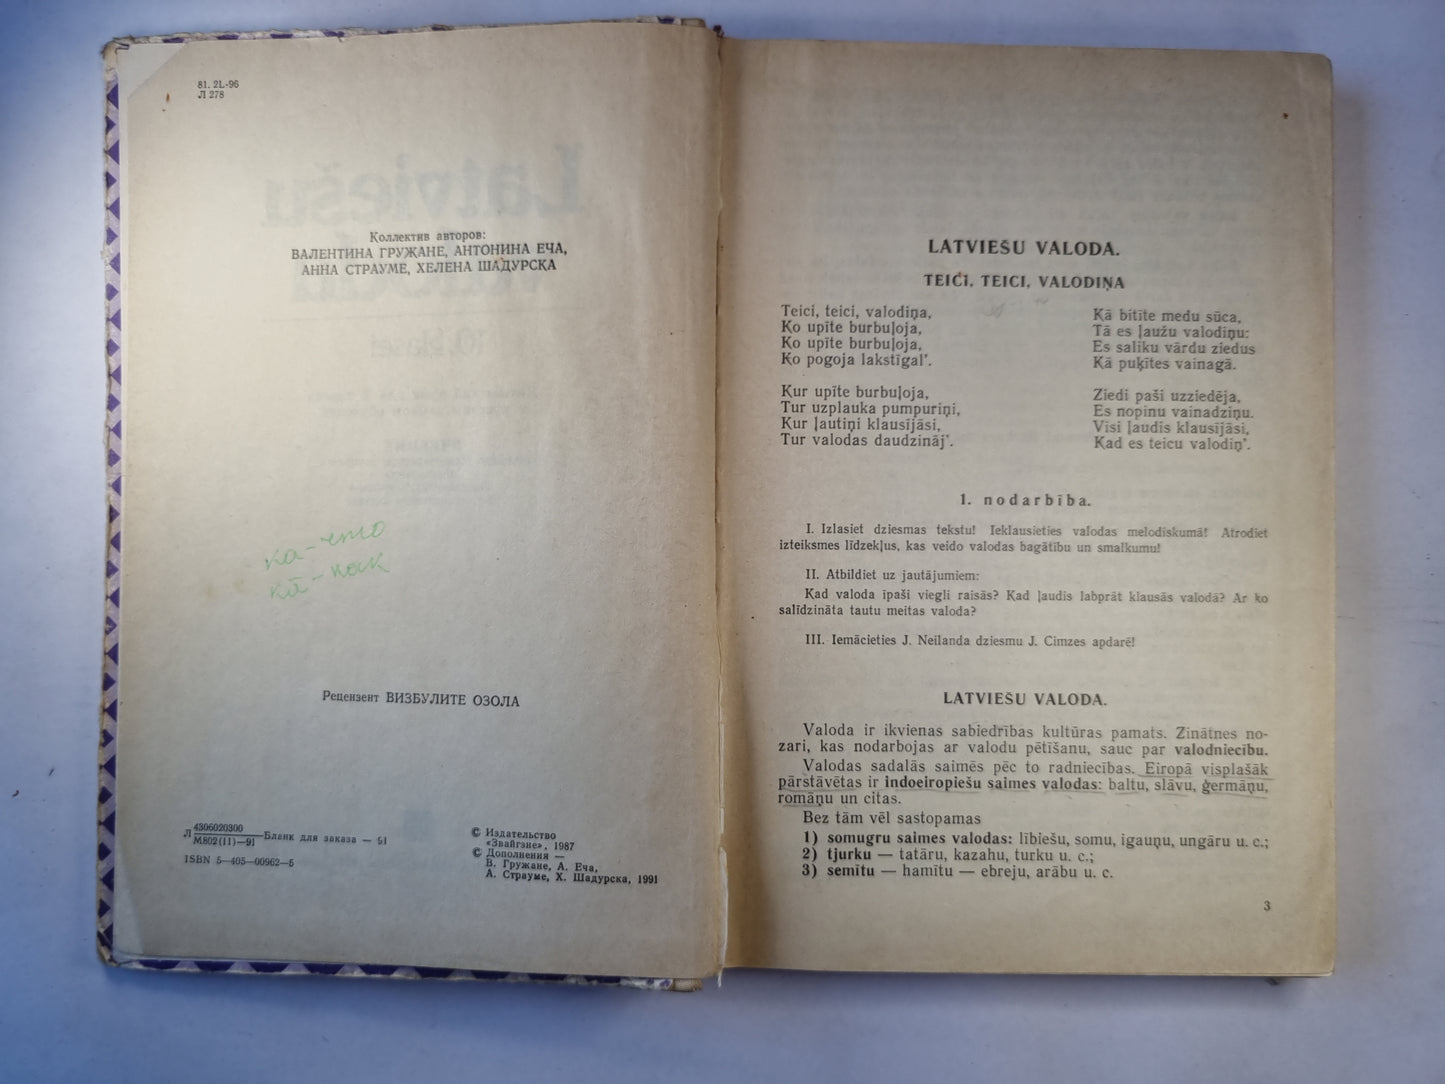 81. 2L-96
Л 278
Коллектив авторов:
ВАЛЕНТИНА ГРУЖАНЕ, АНТОНИНА ЕЧА,
АННА СТРАУМЕ, ХЕЛЕНА ШАДУРСКА
ka-что
kā-как
Рецензент ВИЗБУЛИТЕ ОЗОЛА
Л 4306020300
М802(11)—91 —Бланк для заказа — 91
ISBN 5—405—00962—5
© Издательство
«Звайгзне», 1987
© Дополнения —
В. Гружане, А. Еча,
А. Страуме, Х. Шадурска, 1991
LATVIEŠU VALODA.
TEICI, TEICI, VALODIŅA
Teici, teici, valodiņa,
Ko upīte burbuļoja,
Ko upīte burbuļoja,
Ko pogoja lakstīgal'.
Kur upīte burbuļoja,
Tur uzplauka pumpuriņi,
Kur ļautiņi klausījāsi,
Tur valodas daudzināj'.
Kā bitīte medu sūca,
Tā es ļaužu valodiņu:
Es saliku vārdu ziedus
Kā puķītes vainagā.
Ziedi paši uzziedēja,
Es nopinu vainadziņu.
Visi ļaudis klausījāsi,
Kad es teicu valodiņ'.
1. nodarbība.
I. Izlasiet dziesmas tekstu! Ieklausieties valodas melodiskumā! Atrodiet
izteiksmes līdzekļus, kas veido valodas bagātību un smalkumu!
II. Atbildiet uz jautājumiem:
Kad valoda īpaši viegli raisās? Kad ļaudis labprāt klausās valodā? Ar ko
salīdzināta tautu meitas valoda?
III. Iemācieties J. Neilanda dziesmu J. Cimzes apdarē!
LATVIEŠU VALODA.
Valoda ir ikvienas sabiedrības kultūras pamats. Zinātnes no-
zari, kas nodarbojas ar valodu pētīšanu, sauc par valodniecību.
Valodas sadalās saimēs pēc to radniecības. Eiropā visplašāk
pārstāvētas ir indoeiropiešu saimes valodas: baltu, slāvu, ģermāņu,
romāņu un citas.
Bez tām vēl sastopamas
1) somugru saimes valodas: lībiešu, somu, igauņu, ungāru u. c.;
2) tjurku — tatāru, kazahu, turku u. c.;
3) semītu — hamītu — ebreju, arābu u. c.
3